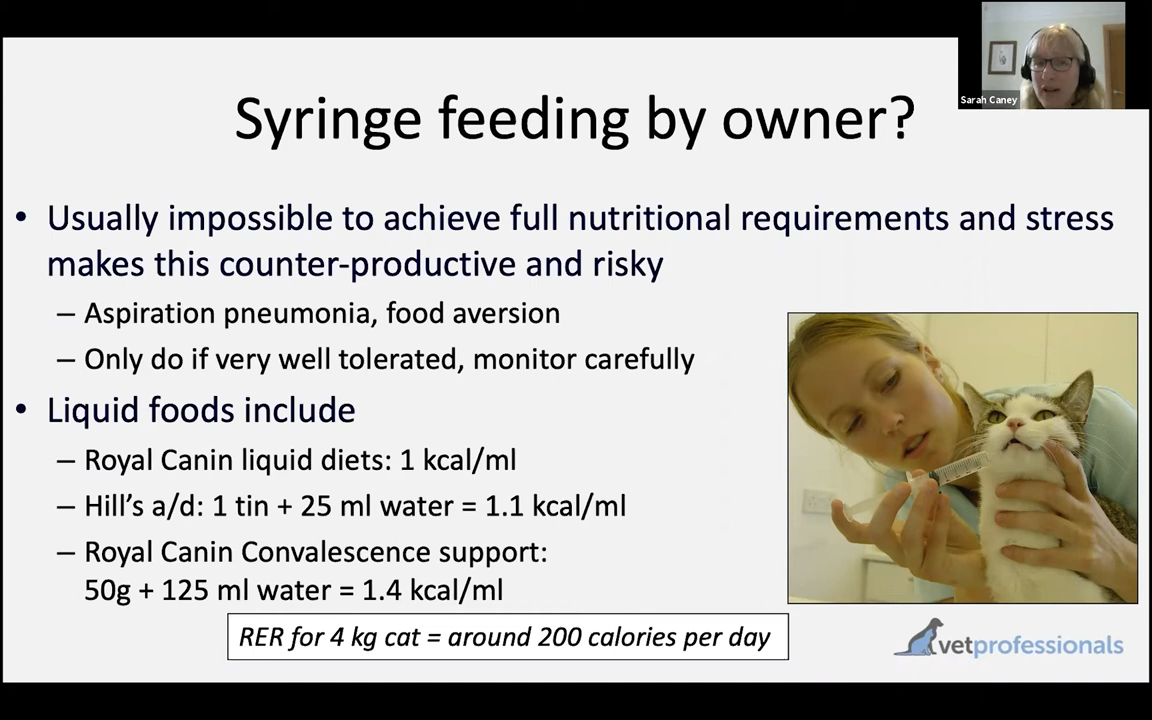 Sarah Caney
Syringe feeding by owner?
• Usually impossible to achieve full nutritional requirements and stress
makes this counter-productive and risky
– Aspiration pneumonia, food aversion
– Only do if very well tolerated, monitor carefully
• Liquid foods include
– Royal Canin liquid diets: 1 kcal/ml
– Hill's a/d: 1 tin + 25 ml water = 1.1 kcal/ml
– Royal Canin Convalescence support:
50g + 125 ml water = 1.4 kcal/ml
RER for 4 kg cat = around 200 calories per day
vetprofessionals